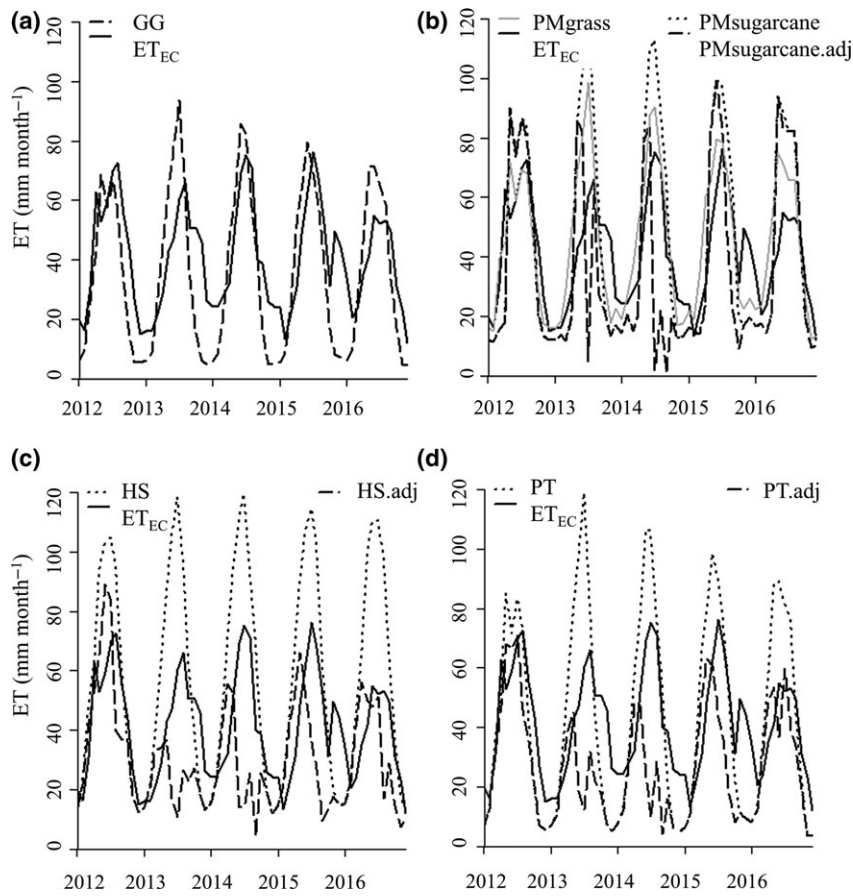 (a)
GG
ET_EC
ET (mm month⁻¹)
120
100
80
60
40
20
0
2012 2013 2014 2015 2016
(b)
PMgrass PMsugarcane
ET_EC PMsugarcane.adj
120
100
80
60
40
20
0
2012 2013 2014 2015 2016
(c)
HS HS.adj
ET_EC
ET (mm month⁻¹)
120
100
80
60
40
20
0
2012 2013 2014 2015 2016
(d)
PT PT.adj
ET_EC
120
100
80
60
40
20
0
2012 2013 2014 2015 2016